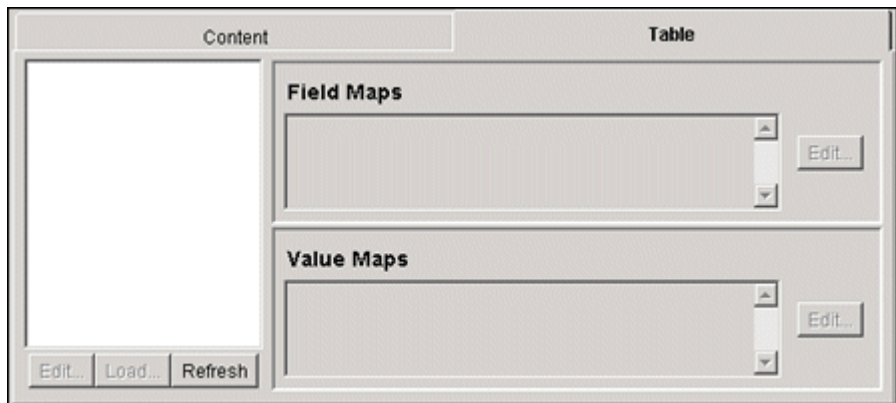 Content
Table
Field Maps
Edit...
Value Maps
Edit...
Edit...
Load...
Refresh